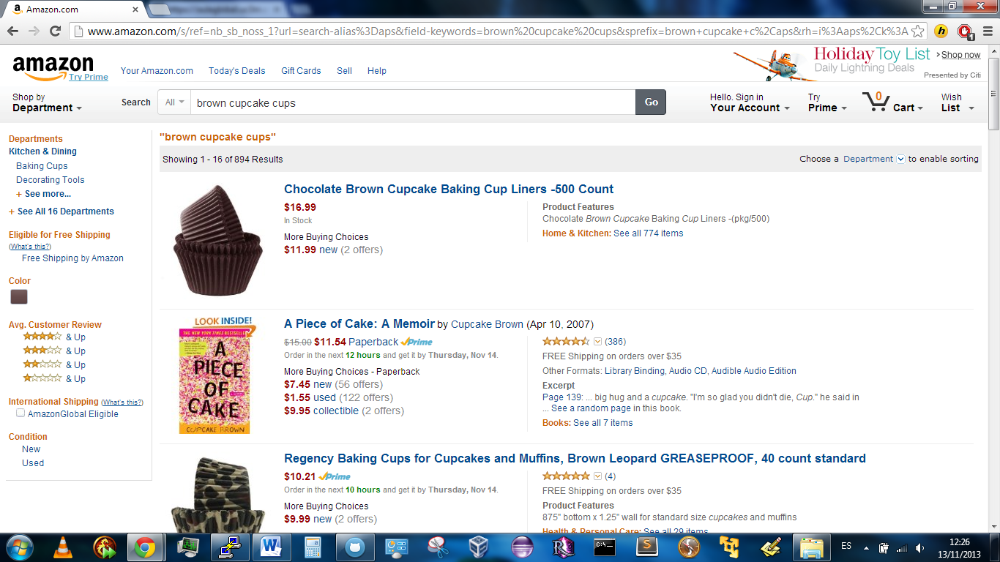 Amazon.com
www.amazon.com/s/ref=nb_sb_noss_1?url=search-alias%3Daps&field-keywords=brown%20cupcake%20cups&sprefix=brown+cupcake+c%2Caps&rh=i%3Aaps%2Ck%3A
amazon
Try Prime
Your Amazon.com Today's Deals Gift Cards Sell Help
Holiday Toy List
Daily Lightning Deals
Shop now
Presented by Citi
Shop by
Department
Search All brown cupcake cups Go
Hello. Sign in
Your Account
Try
Prime
0
Cart
Wish
List
Departments
Kitchen & Dining
Baking Cups
Decorating Tools
+ See more...
+ See All 16 Departments
Eligible for Free Shipping
(What's this?)
Free Shipping by Amazon
Color
Avg. Customer Review
& Up
& Up
& Up
& Up
International Shipping (What's this?)
AmazonGlobal Eligible
Condition
New
Used
"brown cupcake cups"
Showing 1 - 16 of 894 Results
Choose a Department to enable sorting
Chocolate Brown Cupcake Baking Cup Liners -500 Count
$16.99
In Stock
More Buying Choices
$11.99 new (2 offers)
Product Features
Chocolate Brown Cupcake Baking Cup Liners -(pkg/500)
Home & Kitchen: See all 774 items
LOOK INSIDE!
A
PIECE
OF
CAKE
CUPCAKE BROWN
A Piece of Cake: A Memoir by Cupcake Brown (Apr 10, 2007)
$15.00 $11.54 Paperback Prime
Order in the next 12 hours and get it by Thursday, Nov 14.
More Buying Choices - Paperback
$7.45 new (56 offers)
$1.55 used (122 offers)
$9.95 collectible (2 offers)
(386)
FREE Shipping on orders over $35
Other Formats: Library Binding, Audio CD, Audible Audio Edition
Excerpt
Page 139: ... big hug and a cupcake. "I'm so glad you didn't die, Cup." he said in
... See a random page in this book.
Books: See all 7 items
Regency Baking Cups for Cupcakes and Muffins, Brown Leopard GREASEPROOF, 40 count standard
$10.21 Prime
Order in the next 10 hours and get it by Thursday, Nov 14.
More Buying Choices
$9.99 new (2 offers)
(4)
FREE Shipping on orders over $35
Product Features
875" bottom x 1.25" wall for standard size cupcakes and muffins
Health & Personal Care: See all 29 items
ES
12:26
13/11/2013